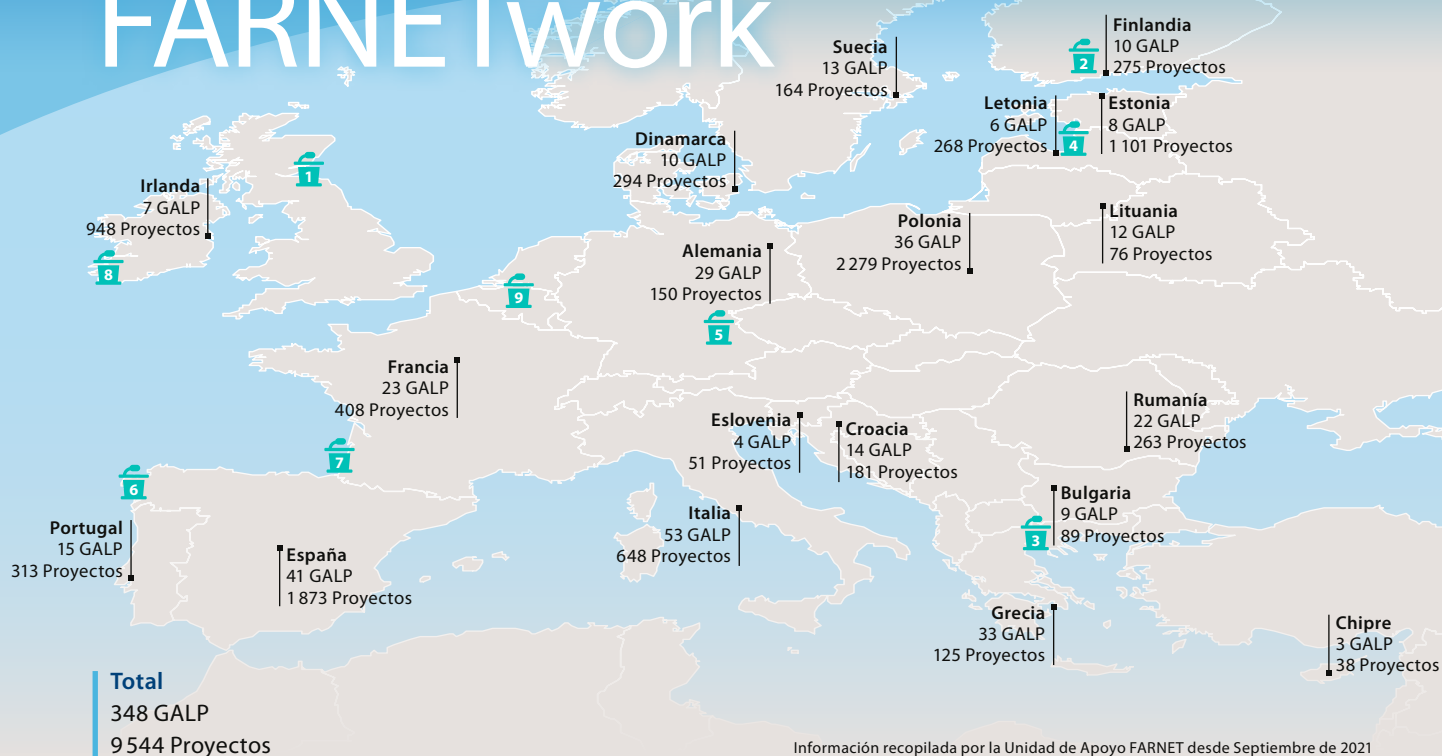 FARNETwork
Finlandia
10 GALP
275 Proyectos
2
Suecia
13 GALP
164 Proyectos
Letonia
6 GALP
268 Proyectos
4
Estonia
8 GALP
1 101 Proyectos
Dinamarca
10 GALP
294 Proyectos
1
Irlanda
7 GALP
948 Proyectos
8
Lituania
12 GALP
76 Proyectos
Polonia
36 GALP
2 279 Proyectos
Alemania
29 GALP
150 Proyectos
9
5
Francia
23 GALP
408 Proyectos
Rumanía
22 GALP
263 Proyectos
Eslovenia
4 GALP
51 Proyectos
Croacia
14 GALP
181 Proyectos
7
6
Bulgaria
9 GALP
89 Proyectos
3
Italia
53 GALP
648 Proyectos
Portugal
15 GALP
313 Proyectos
España
41 GALP
1 873 Proyectos
Grecia
33 GALP
125 Proyectos
Chipre
3 GALP
38 Proyectos
Total
348 GALP
9 544 Proyectos
Información recopilada por la Unidad de Apoyo FARNET desde Septiembre de 2021